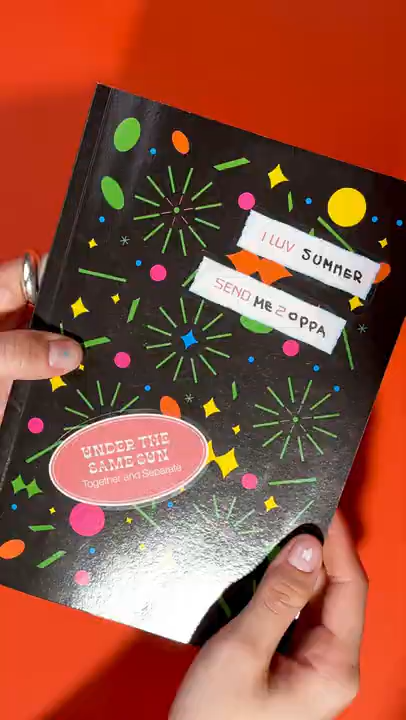 I LUV SUMMER
SEND ME 2 OPPA
UNDER THE
SAME SUN
Together and Separate